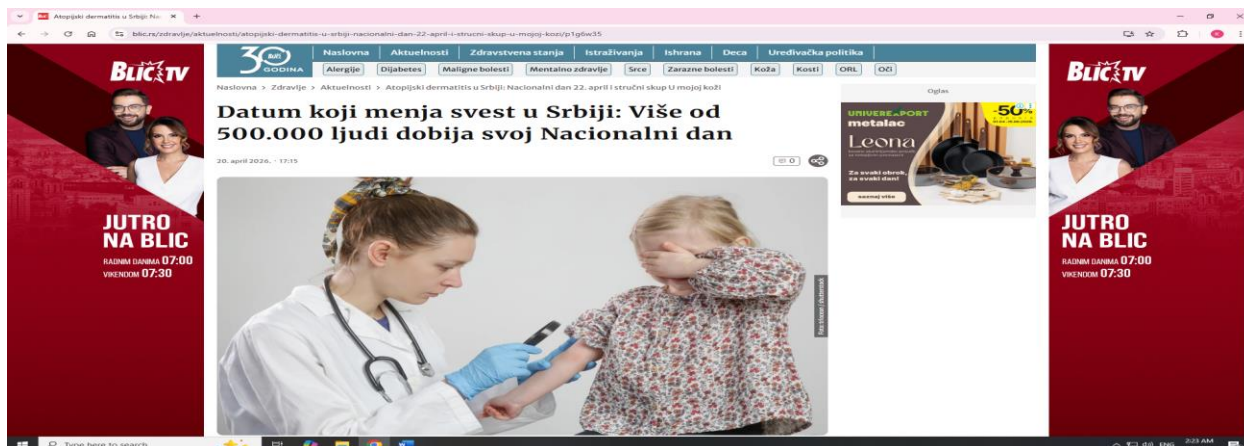 Atopijski dermatitis u Srbiji: Na
blic.rs/zdravlje/aktuelnosti/atopijski-dermatitis-u-srbiji-nacionalni-dan-22-april-i-strucni-skup-u-mojoj-kozi/p1g6w35
BLIC TV
JUTRO
NA BLIC
RADNIM DANIMA 07:00
VIKENDOM 07:30
30
Blic
GODINA
Naslovna Aktuelnosti Zdravstvena stanja Istraživanja Ishrana Deca Uređivačka politika
Alergije Dijabetes Maligne bolesti Mentalno zdravlje Srce Zarazne bolesti Koža Kosti ORL Oči
Naslovna > Zdravlje > Aktuelnosti > Atopijski dermatitis u Srbiji: Nacionalni dan 22. april i stručni skup U mojoj koži
Datum koji menja svest u Srbiji: Više od
500.000 ljudi dobija svoj Nacionalni dan
20. april 2026. · 17:15
0
Oglas
UNIVEREXPORT
metalac
-50%
Leona
Za svaki obrok,
za svaki dan!
saznaj više
BLIC TV
JUTRO
NA BLIC
RADNIM DANIMA 07:00
VIKENDOM 07:30
Type here to search
ENG
2:23 AM